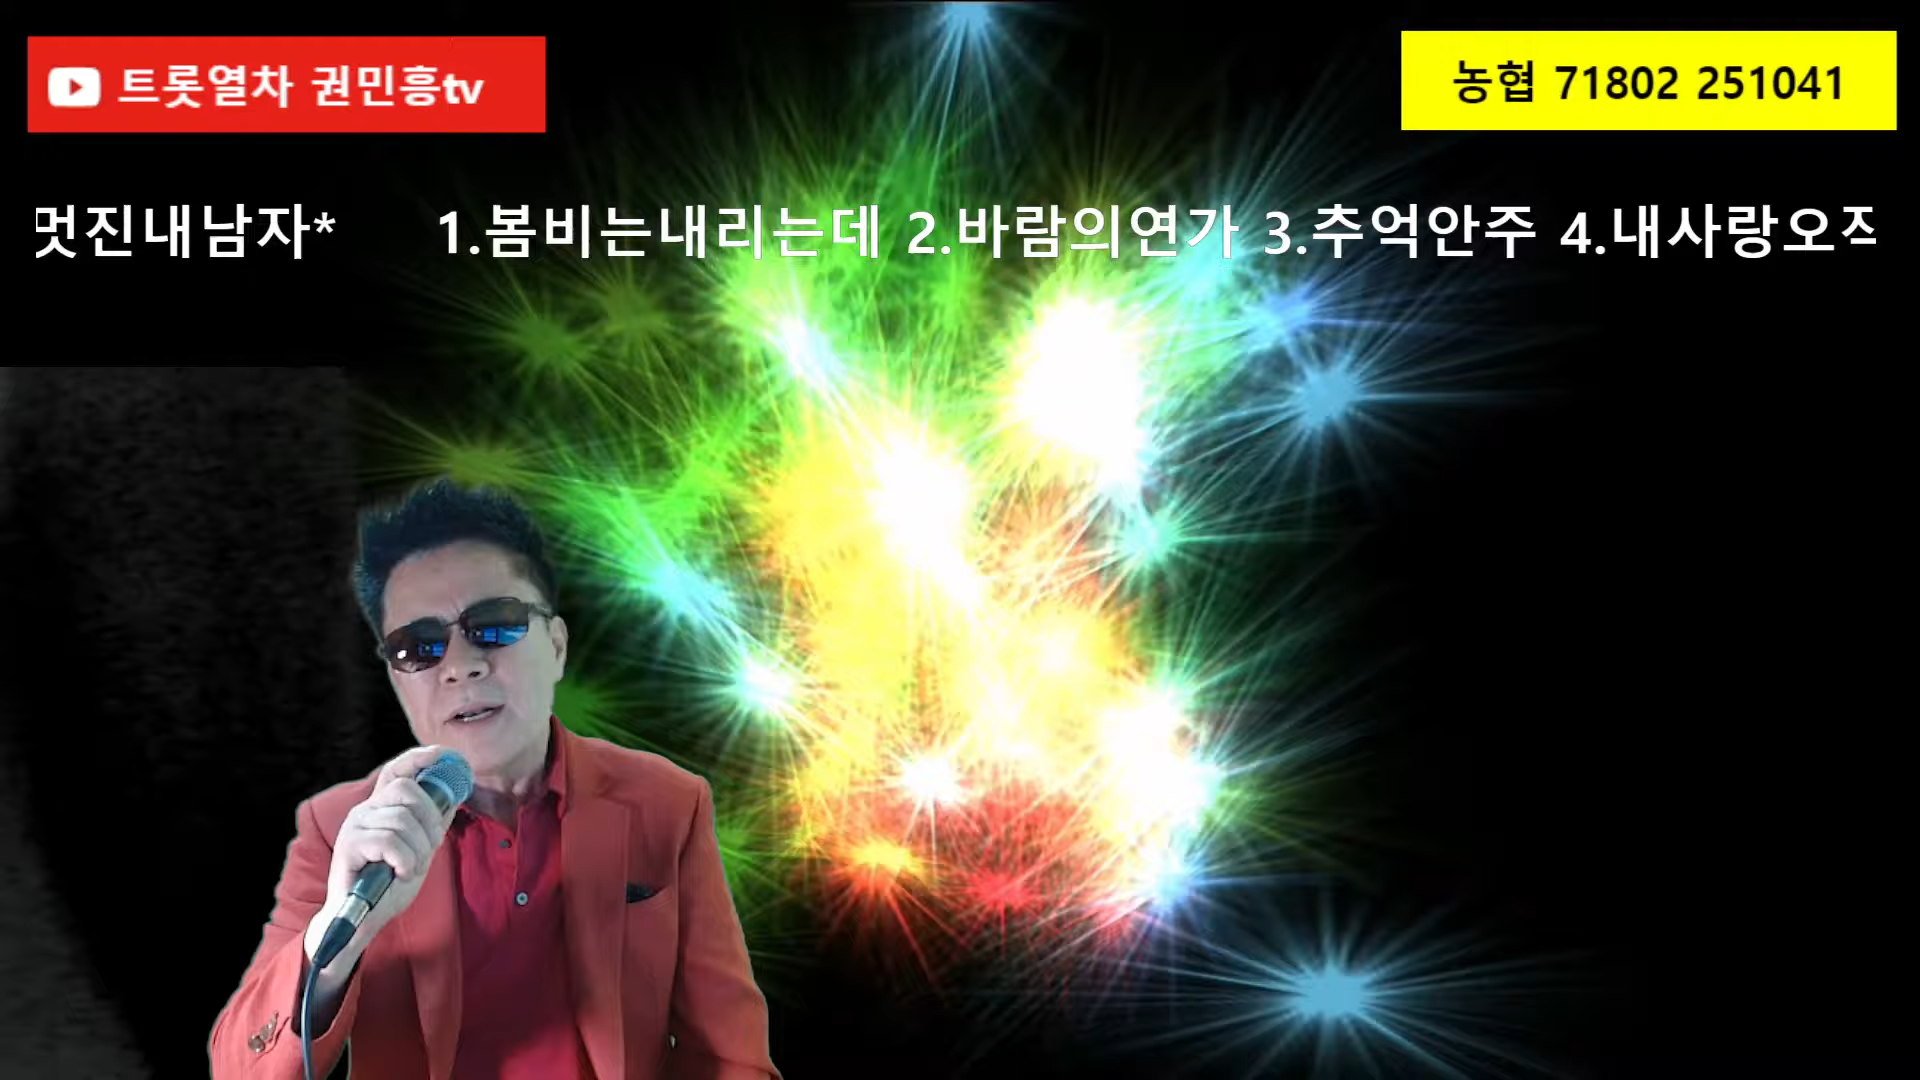 트롯열차 권민흥tv
농협 71802 251041
멋진내남자* 1.봄비는내리는데 2.바람의연가 3.추억안주 4.내사랑오